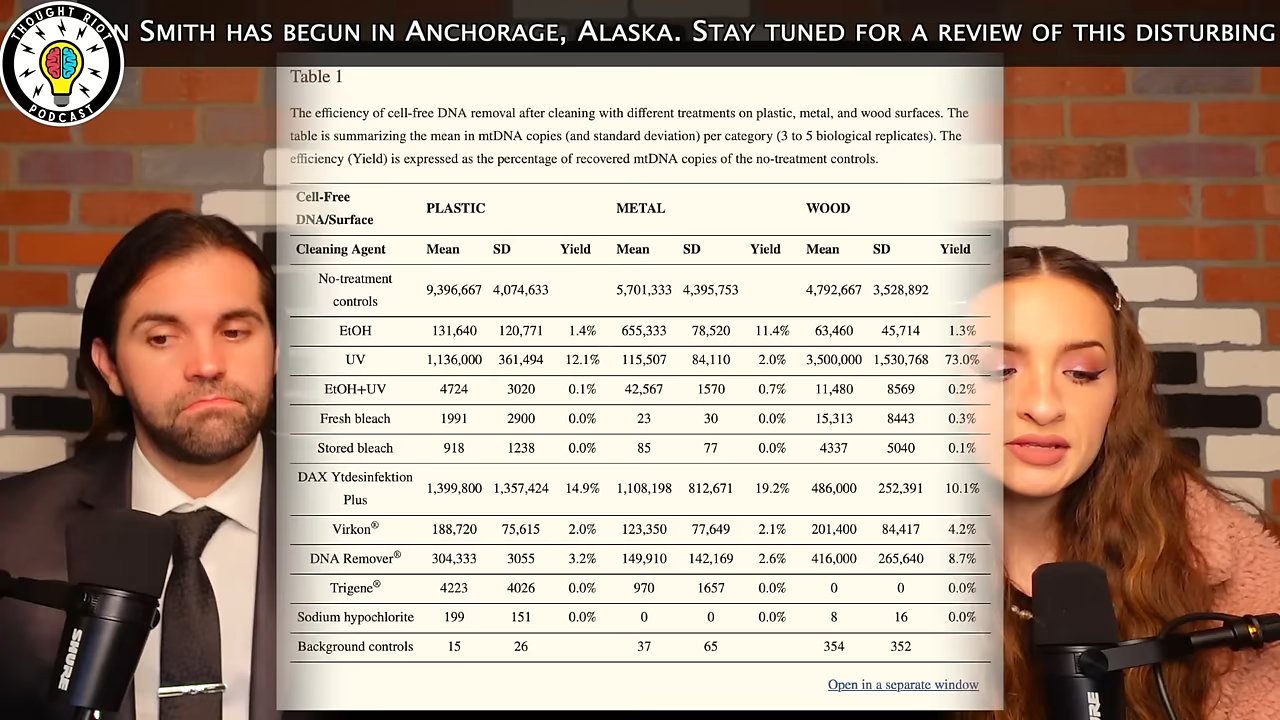 N SMITH HAS BEGUN IN ANCHORAGE, ALASKA. STAY TUNED FOR A REVIEW OF THIS DISTURBING
THOUGHT RIOT
PODCAST
Table 1
The efficiency of cell-free DNA removal after cleaning with different treatments on plastic, metal, and wood surfaces. The
table is summarizing the mean in mtDNA copies (and standard deviation) per category (3 to 5 biological replicates). The
efficiency (Yield) is expressed as the percentage of recovered mtDNA copies of the no-treatment controls.
Cell-Free
DNA/Surface PLASTIC METAL WOOD
Cleaning Agent Mean SD Yield Mean SD Yield Mean SD Yield
No-treatment
controls 9,396,667 4,074,633 5,701,333 4,395,753 4,792,667 3,528,892
EtOH 131,640 120,771 1.4% 655,333 78,520 11.4% 63,460 45,714 1.3%
UV 1,136,000 361,494 12.1% 115,507 84,110 2.0% 3,500,000 1,530,768 73.0%
EtOH+UV 4724 3020 0.1% 42,567 1570 0.7% 11,480 8569 0.2%
Fresh bleach 1991 2900 0.0% 23 30 0.0% 15,313 8443 0.3%
Stored bleach 918 1238 0.0% 85 77 0.0% 4337 5040 0.1%
DAX Ytdesinfektion
Plus 1,399,800 1,357,424 14.9% 1,108,198 812,671 19.2% 486,000 252,391 10.1%
Virkon® 188,720 75,615 2.0% 123,350 77,649 2.1% 201,400 84,417 4.2%
DNA Remover® 304,333 3055 3.2% 149,910 142,169 2.6% 416,000 265,640 8.7%
Trigene® 4223 4026 0.0% 970 1657 0.0% 0 0 0.0%
Sodium hypochlorite 199 151 0.0% 0 0 0.0% 8 16 0.0%
Background controls 15 26 37 65 354 352
Open in a separate window
SHURE
RE